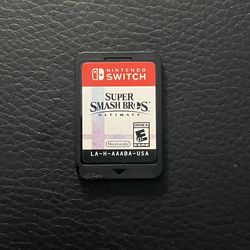 NINTENDO
SWITCH
SUPER
SMASH BROS.
ULTIMATE
Nintendo
E
LA-H-AAABA-USA